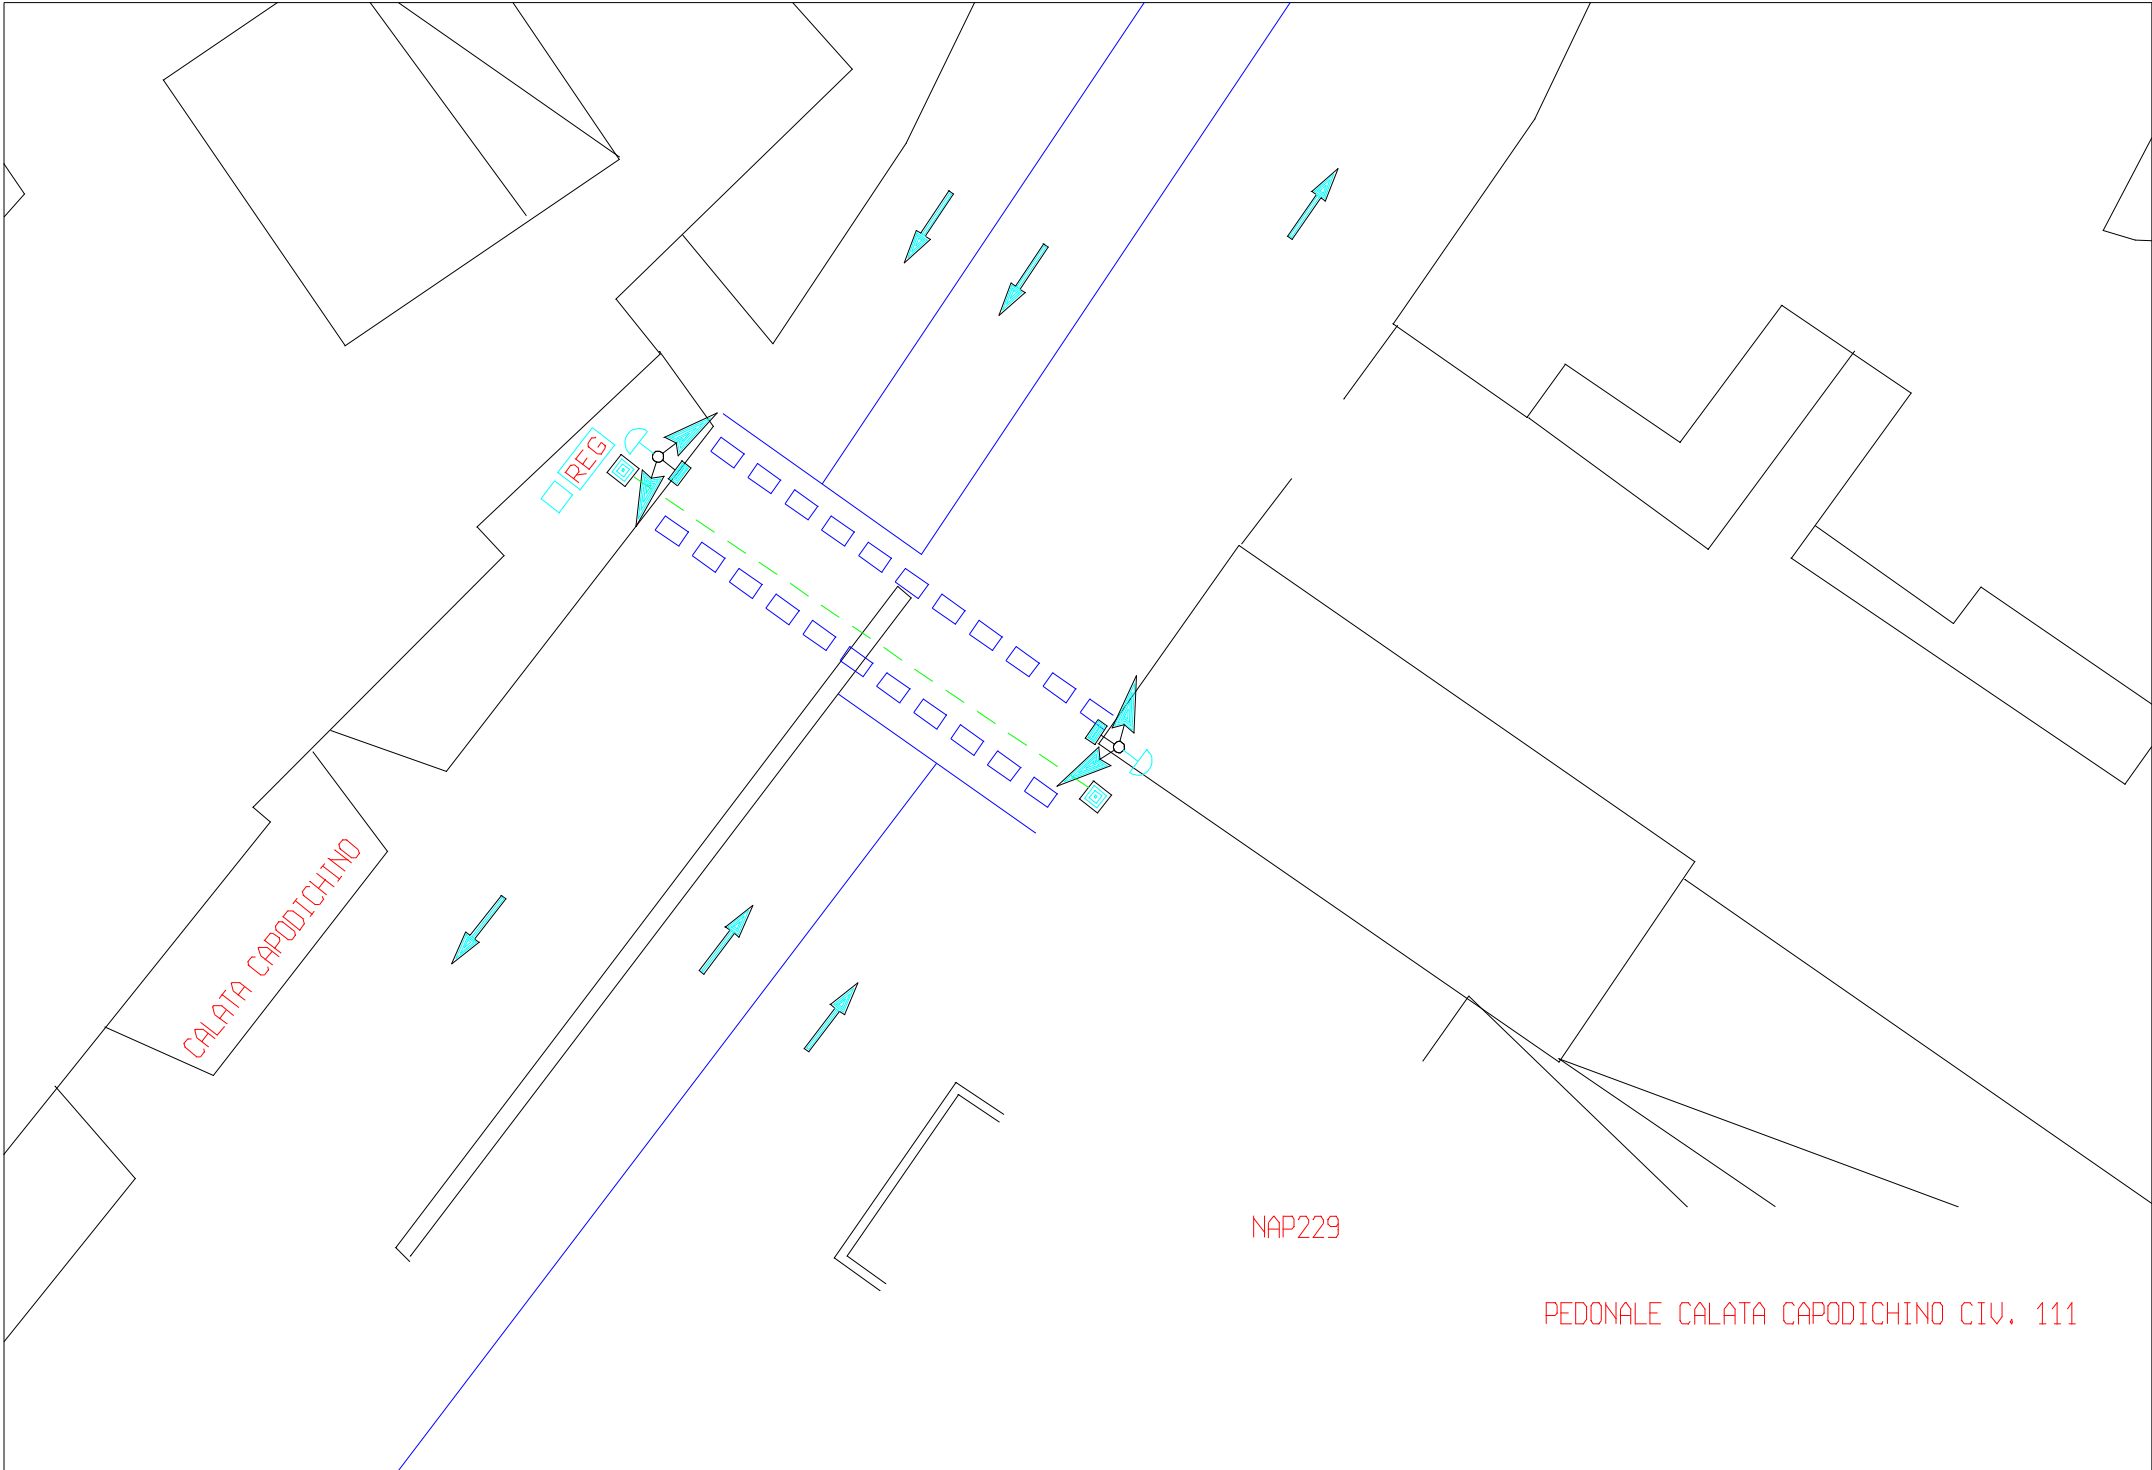 REG
CALATA CAPODICHINO
NAP229
PEDONALE CALATA CAPODICHINO CIV. 111